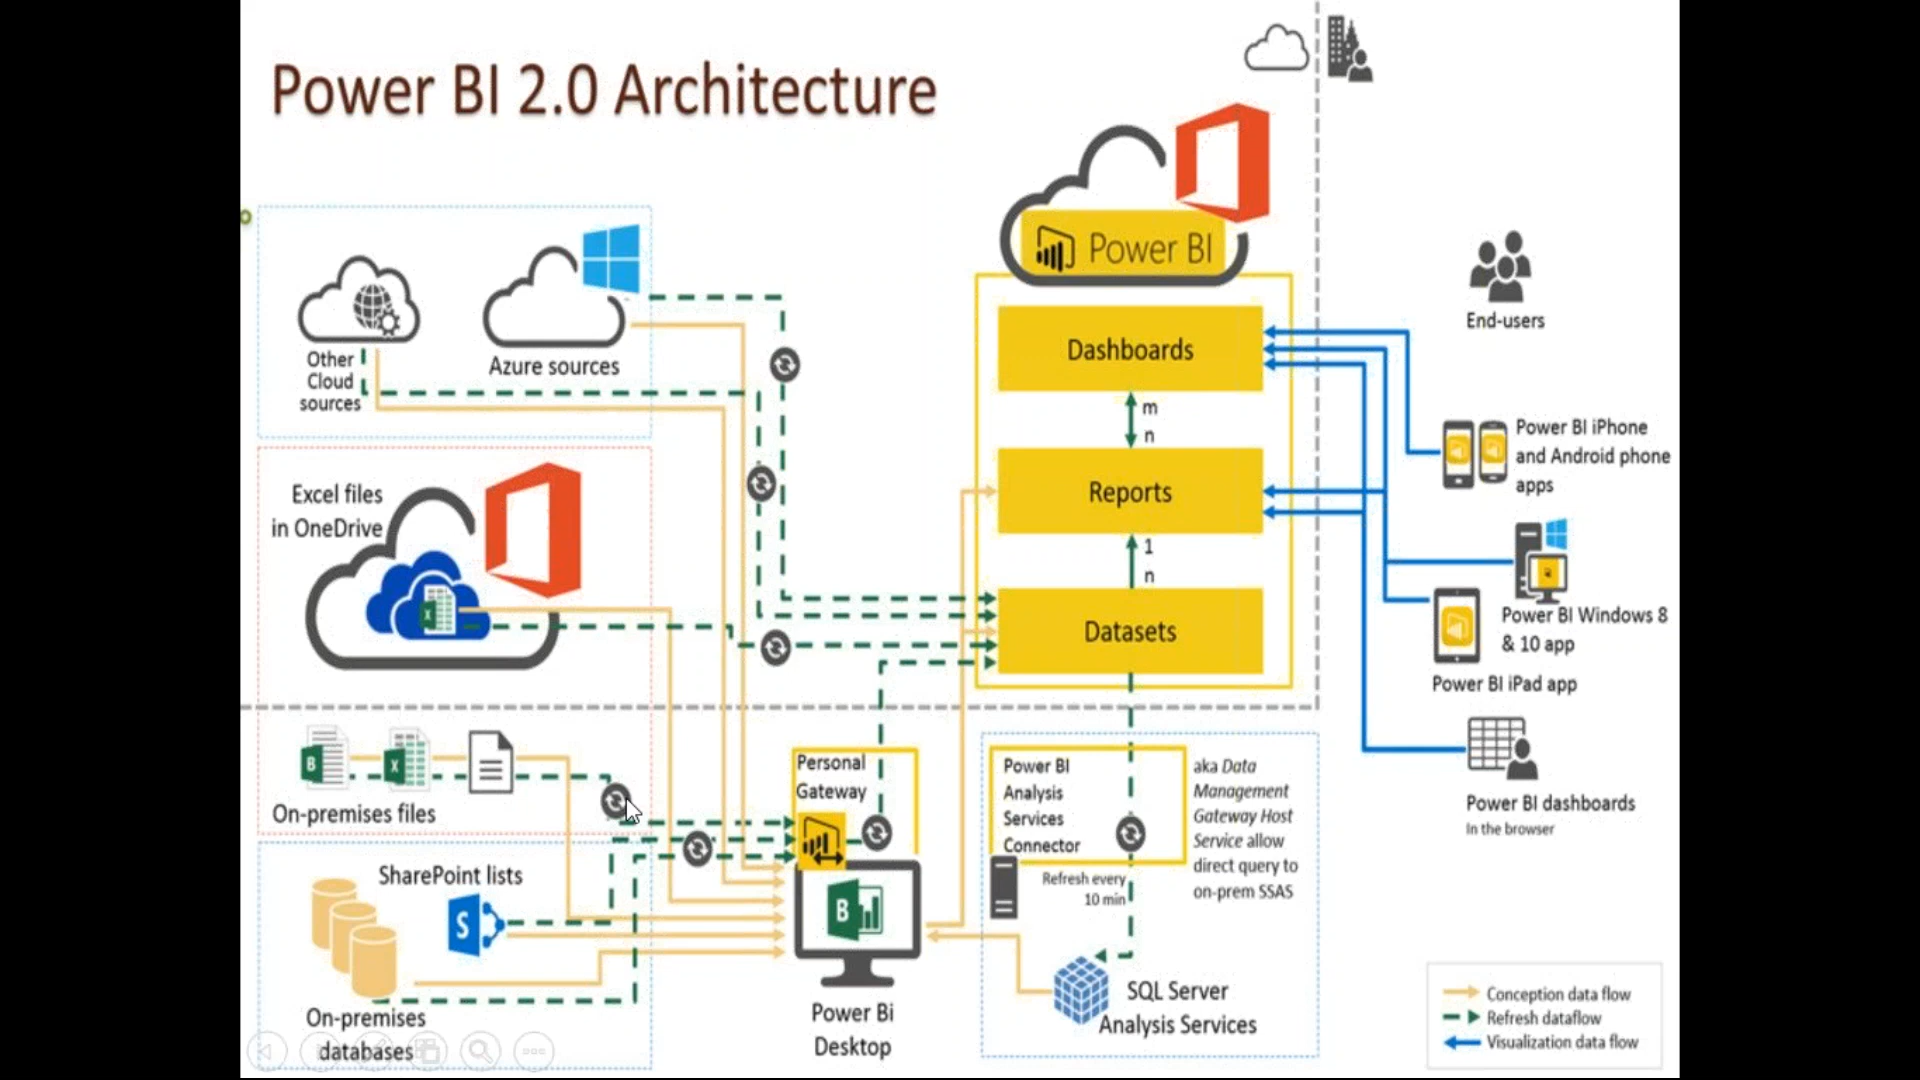 Power BI 2.0 Architecture
Power BI
Other
Cloud
sources
Azure sources
Excel files
in OneDrive
X
Dashboards
m
n
Reports
1
n
Datasets
End-users
Power BI iPhone
and Android phone
apps
Power BI Windows 8
& 10 app
Power BI iPad app
Power BI dashboards
In the browser
B
X
On-premises files
SharePoint lists
S
On-premises
databases
Personal
Gateway
B
Power Bi
Desktop
Power BI
Analysis
Services
Connector
aka Data
Management
Gateway Host
Service allow
direct query to
on-prem SSAS
Refresh every
10 min
SQL Server
Analysis Services
Conception data flow
Refresh dataflow
Visualization data flow